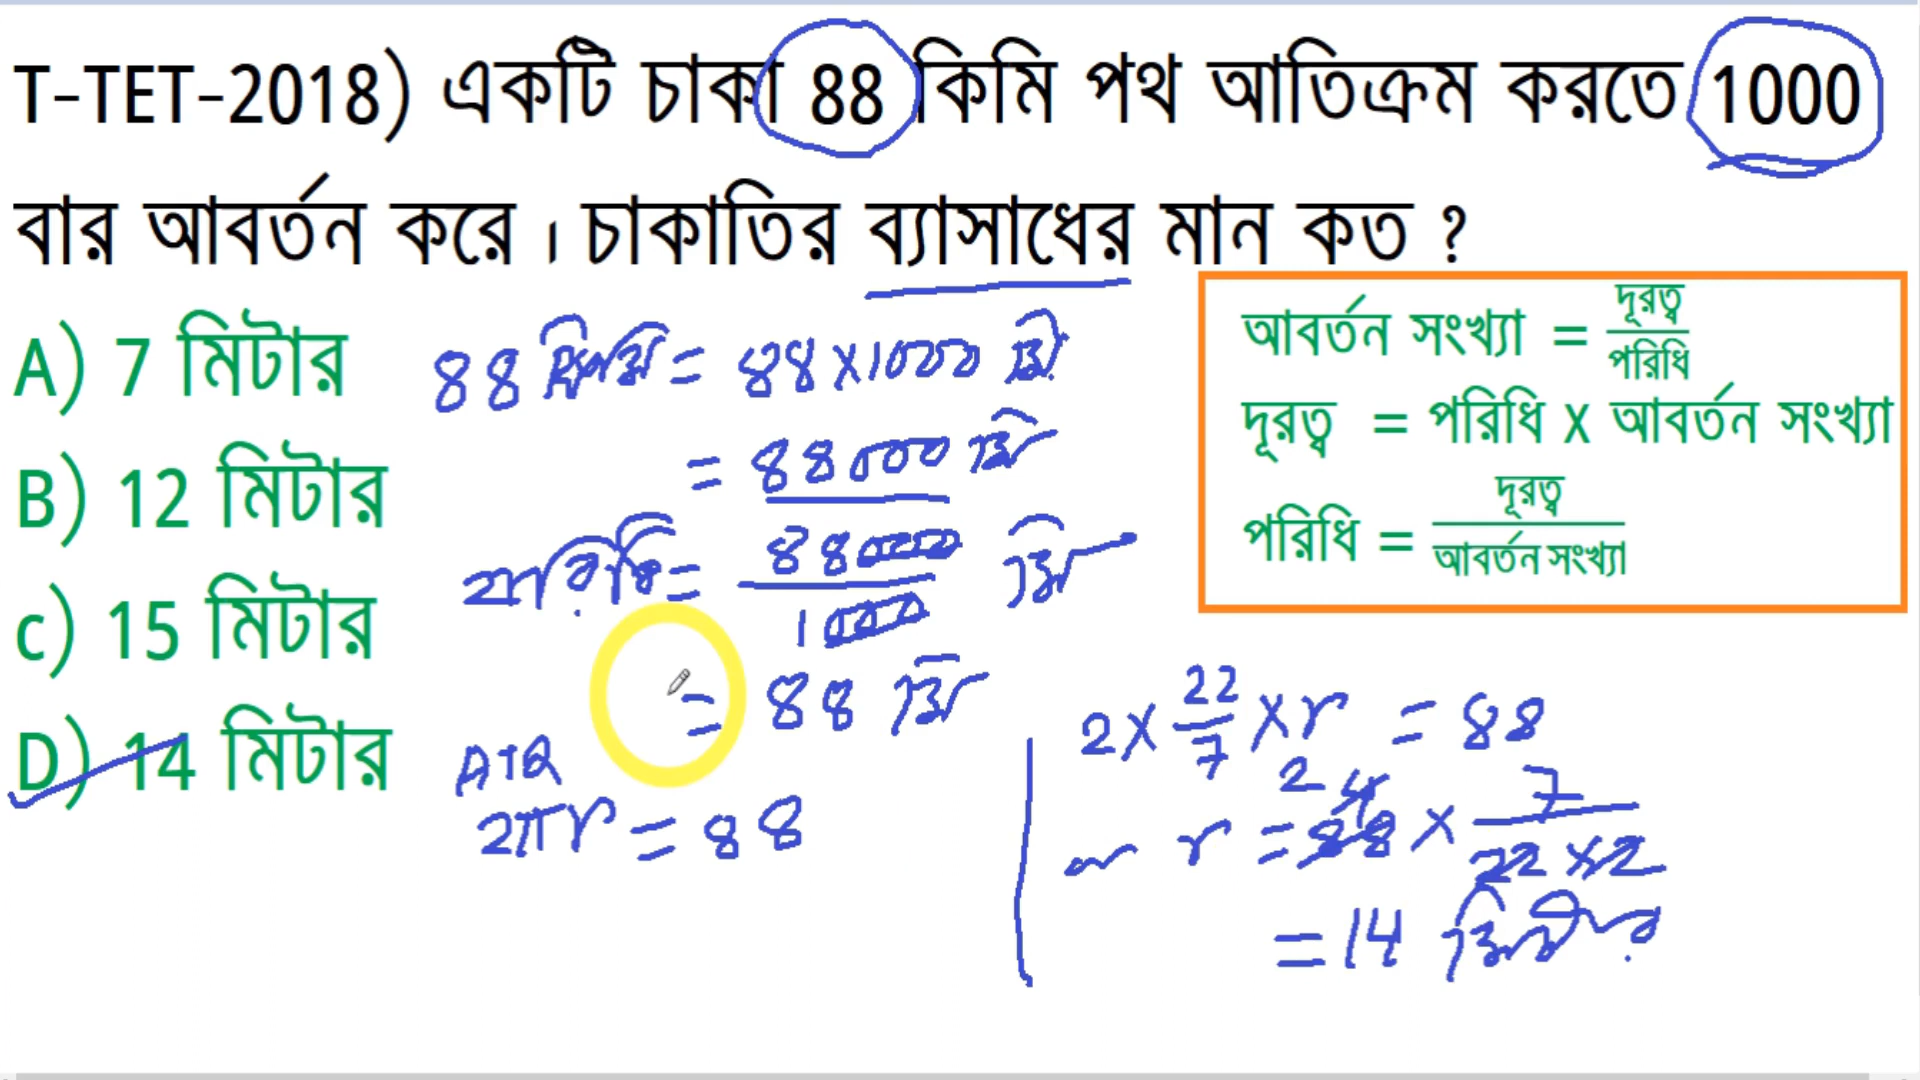 T-TET-2018) একটি চাকা 88 কিমি পথ আতিক্রম করতে 1000
বার আবর্তন করে । চাকাতির ব্যাসাধের মান কত ?
A) 7 মিটার
B) 12 মিটার
c) 15 মিটার
D) 14 মিটার
88 কিমি = 88 x 1000 মি
= 88000 মি
পরিধি = 88000 / 1000 মি
= 88 মি
ATQ
2πr = 88
2 x 22/7 x r = 88
r = 88 x 7 / 22 x 2
= 14 মিটার
আবর্তন সংখ্যা = দূরত্ব / পরিধি
দূরত্ব = পরিধি x আবর্তন সংখ্যা
পরিধি = দূরত্ব / আবর্তন সংখ্যা